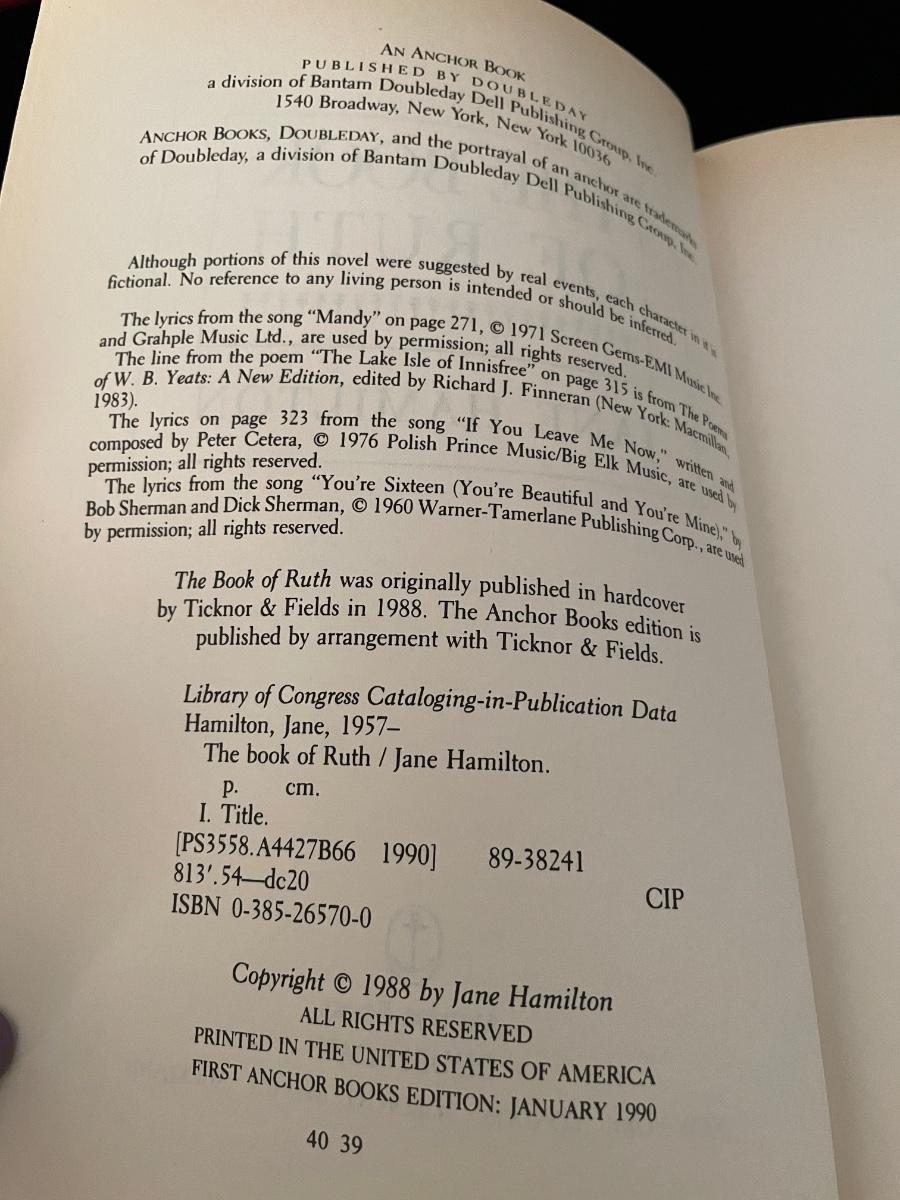 AN ANCHOR BOOK
PUBLISHED BY DOUBLEDAY
a division of Bantam Doubleday Dell Publishing Group, Inc.
1540 Broadway, New York, New York 10036
ANCHOR BOOKS, DOUBLEDAY, and the portrayal of an anchor are trademarks
of Doubleday, a division of Bantam Doubleday Dell Publishing Group, Inc.
Although portions of this novel were suggested by real events, each character in it is
fictional. No reference to any living person is intended or should be inferred.
The lyrics from the song “Mandy” on page 271, © 1971 Screen Gems-EMI Music Inc.
and Grahple Music Ltd., are used by permission; all rights reserved.
The line from the poem “The Lake Isle of Innisfree” on page 315 is from The Poems
of W. B. Yeats: A New Edition, edited by Richard J. Finneran (New York: Macmillan,
1983).
The lyrics on page 323 from the song “If You Leave Me Now,” written and
composed by Peter Cetera, © 1976 Polish Prince Music/Big Elk Music, are used by
permission; all rights reserved.
The lyrics from the song “You're Sixteen (You're Beautiful and You're Mine),” by
Bob Sherman and Dick Sherman, © 1960 Warner-Tamerlane Publishing Corp., are used
by permission; all rights reserved.
The Book of Ruth was originally published in hardcover
by Ticknor & Fields in 1988. The Anchor Books edition is
published by arrangement with Ticknor & Fields.
Library of Congress Cataloging-in-Publication Data
Hamilton, Jane, 1957–
The book of Ruth / Jane Hamilton.
p. cm.
I. Title.
[PS3558.A4427B66 1990] 89-38241
813'.54—dc20
CIP
ISBN 0-385-26570-0
Copyright © 1988 by Jane Hamilton
ALL RIGHTS RESERVED
PRINTED IN THE UNITED STATES OF AMERICA
FIRST ANCHOR BOOKS EDITION: JANUARY 1990
40 39